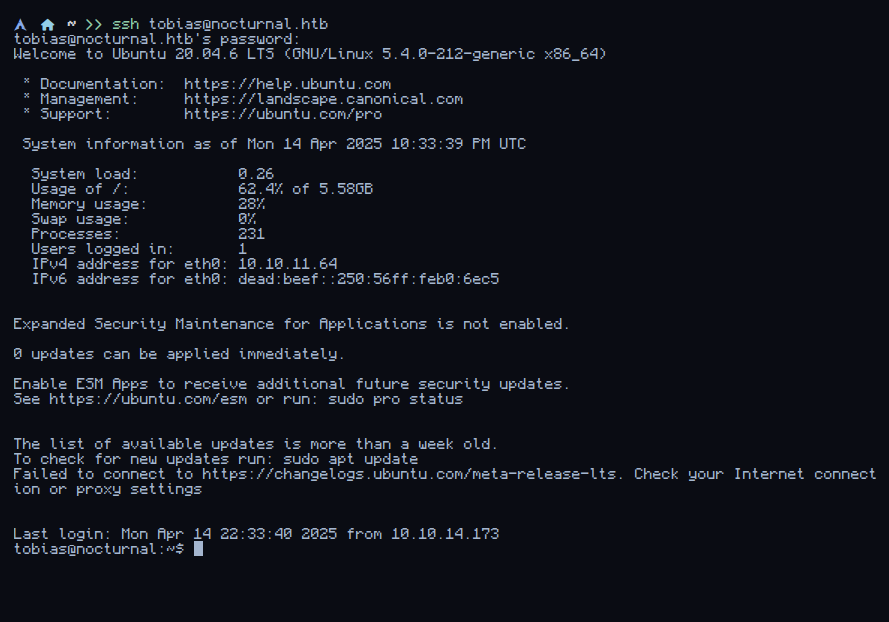 ~ >> ssh tobias@nocturnal.htb
tobias@nocturnal.htb's password:
Welcome to Ubuntu 20.04.6 LTS (GNU/Linux 5.4.0-212-generic x86_64)
* Documentation:  https://help.ubuntu.com
* Management:     https://landscape.canonical.com
* Support:        https://ubuntu.com/pro
System information as of Mon 14 Apr 2025 10:33:39 PM UTC
System load:           0.26
Usage of /:            62.4% of 5.58GB
Memory usage:          28%
Swap usage:            0%
Processes:             231
Users logged in:       1
IPv4 address for eth0: 10.10.11.64
IPv6 address for eth0: dead:beef::250:56ff:feb0:6ec5
Expanded Security Maintenance for Applications is not enabled.
0 updates can be applied immediately.
Enable ESM Apps to receive additional future security updates.
See https://ubuntu.com/esm or run: sudo pro status
The list of available updates is more than a week old.
To check for new updates run: sudo apt update
Failed to connect to https://changelogs.ubuntu.com/meta-release-lts. Check your Internet connect
ion or proxy settings
Last login: Mon Apr 14 22:33:40 2025 from 10.10.14.173
tobias@nocturnal:~$